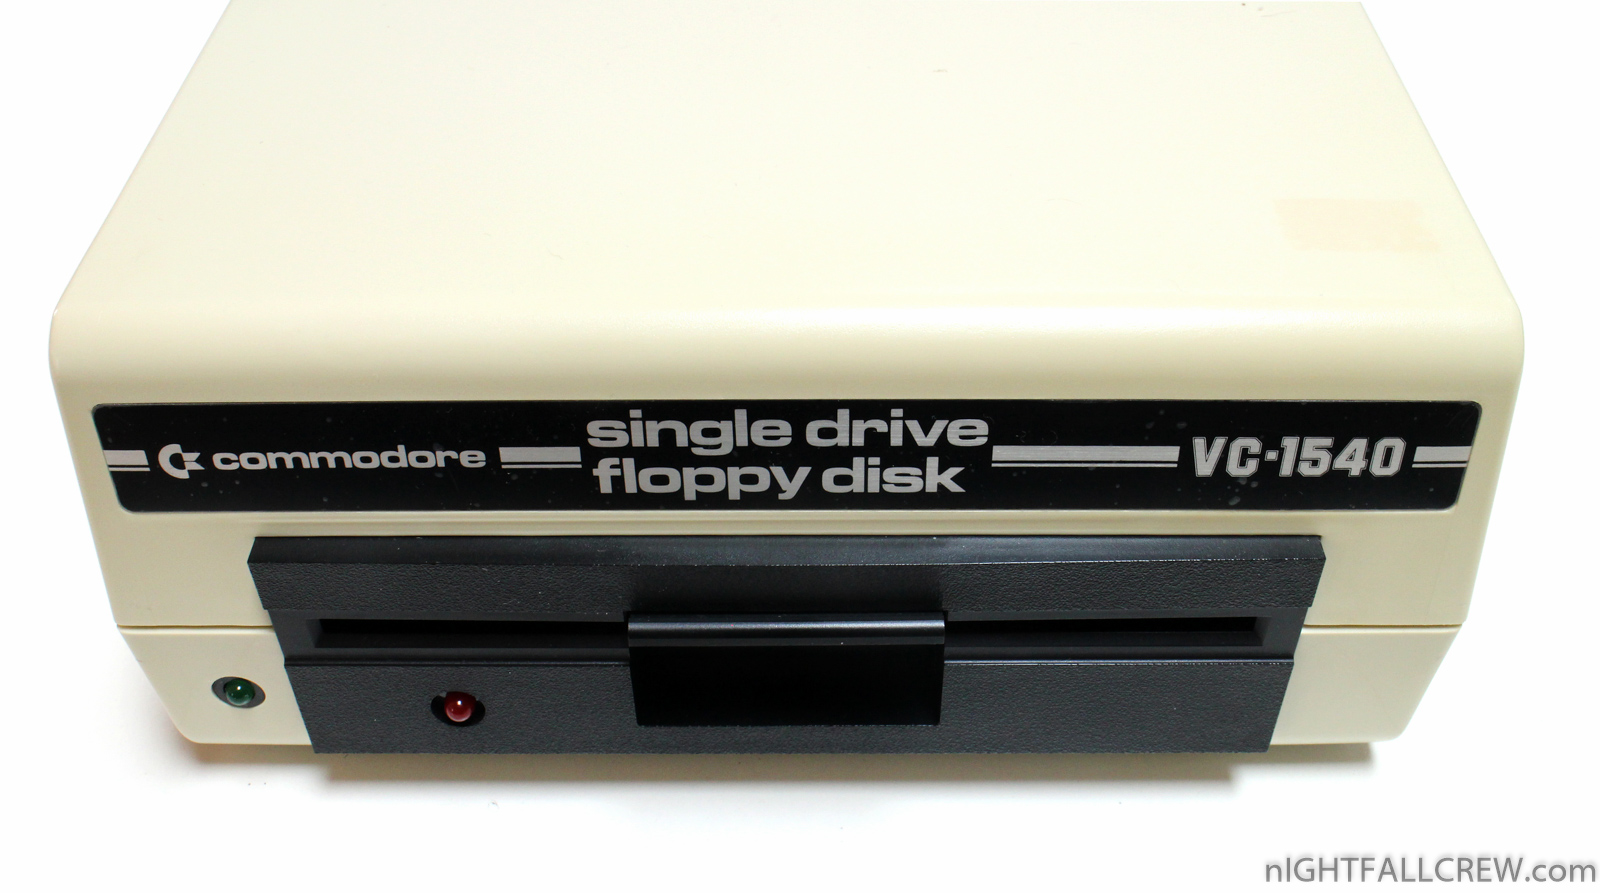 commodore
single drive
floppy disk
VC-1540
nIGHTFALLCREW.com